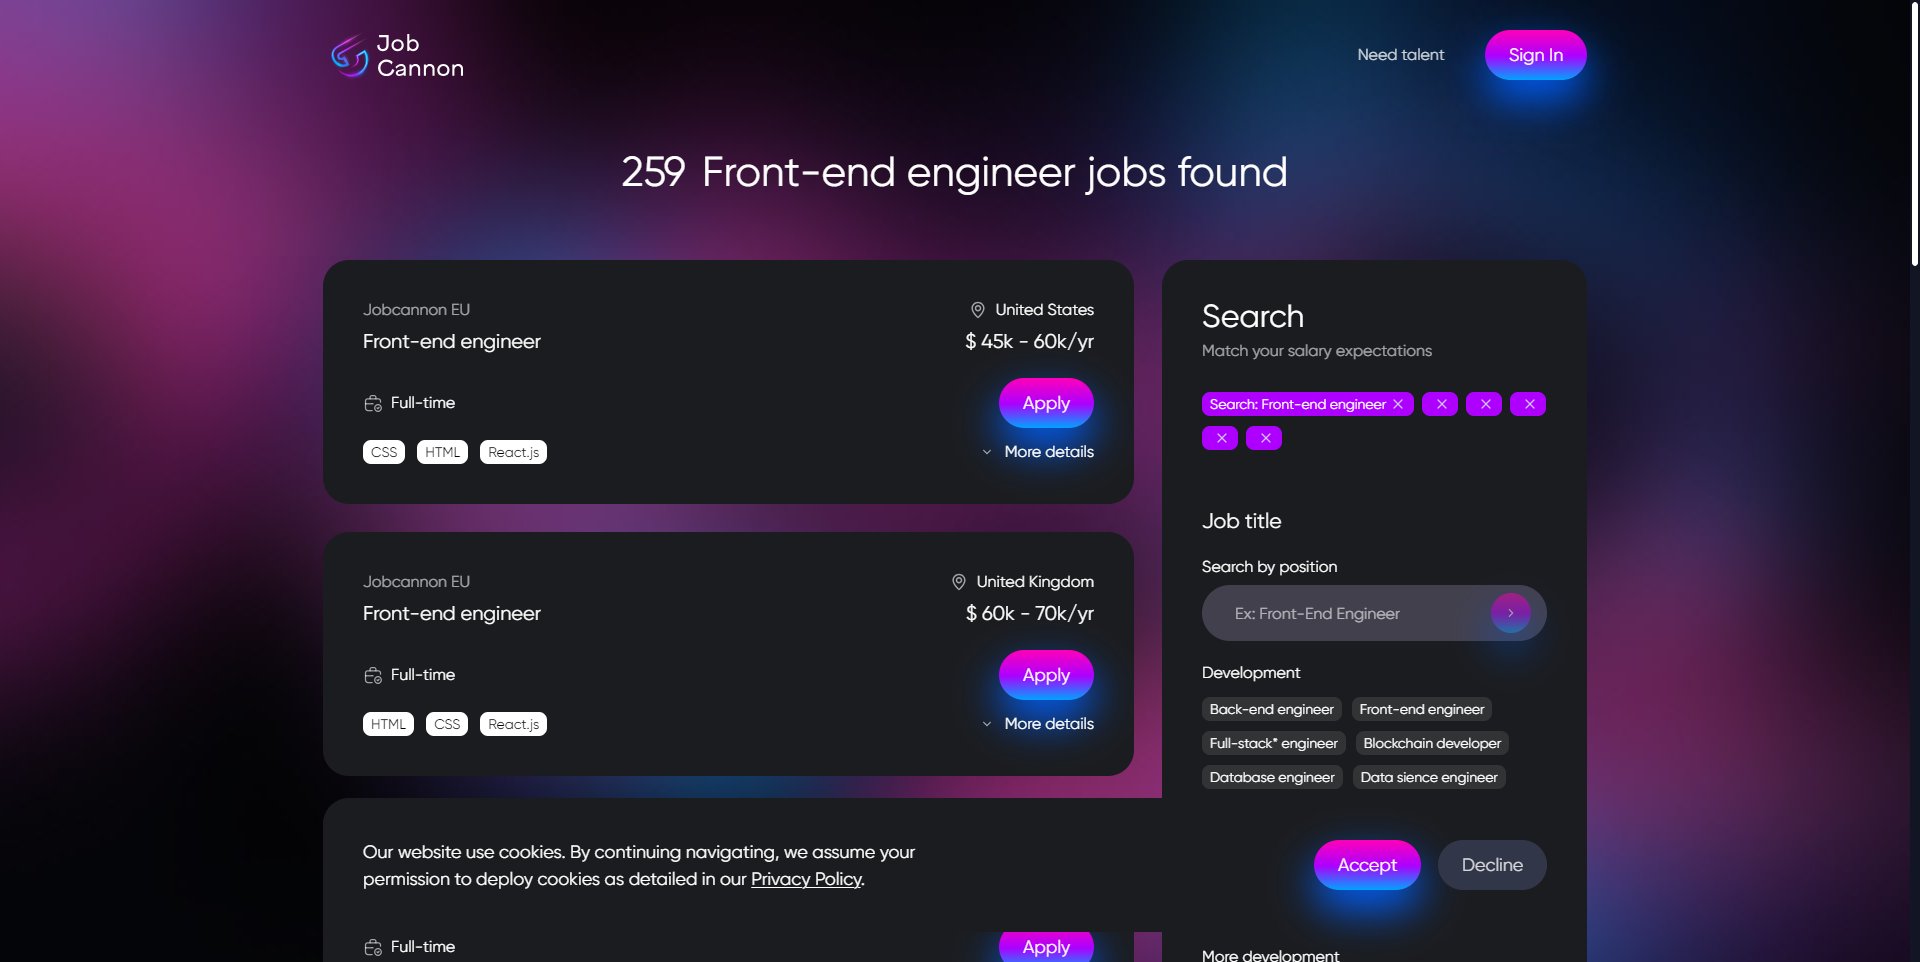 Job
Cannon
Need talent
Sign In
259 Front-end engineer jobs found
Jobcannon EU
United States
Front-end engineer
$ 45k - 60k/yr
Full-time
Apply
CSS HTML React.js
More details
Jobcannon EU
United Kingdom
Front-end engineer
$ 60k - 70k/yr
Full-time
Apply
HTML CSS React.js
More details
Search
Match your salary expectations
Search: Front-end engineer
Job title
Search by position
Ex: Front-End Engineer
Development
Back-end engineer Front-end engineer
Full-stack* engineer Blockchain developer
Database engineer Data sience engineer
Our website use cookies. By continuing navigating, we assume your
permission to deploy cookies as detailed in our Privacy Policy.
Accept
Decline
Full-time
Apply
More development